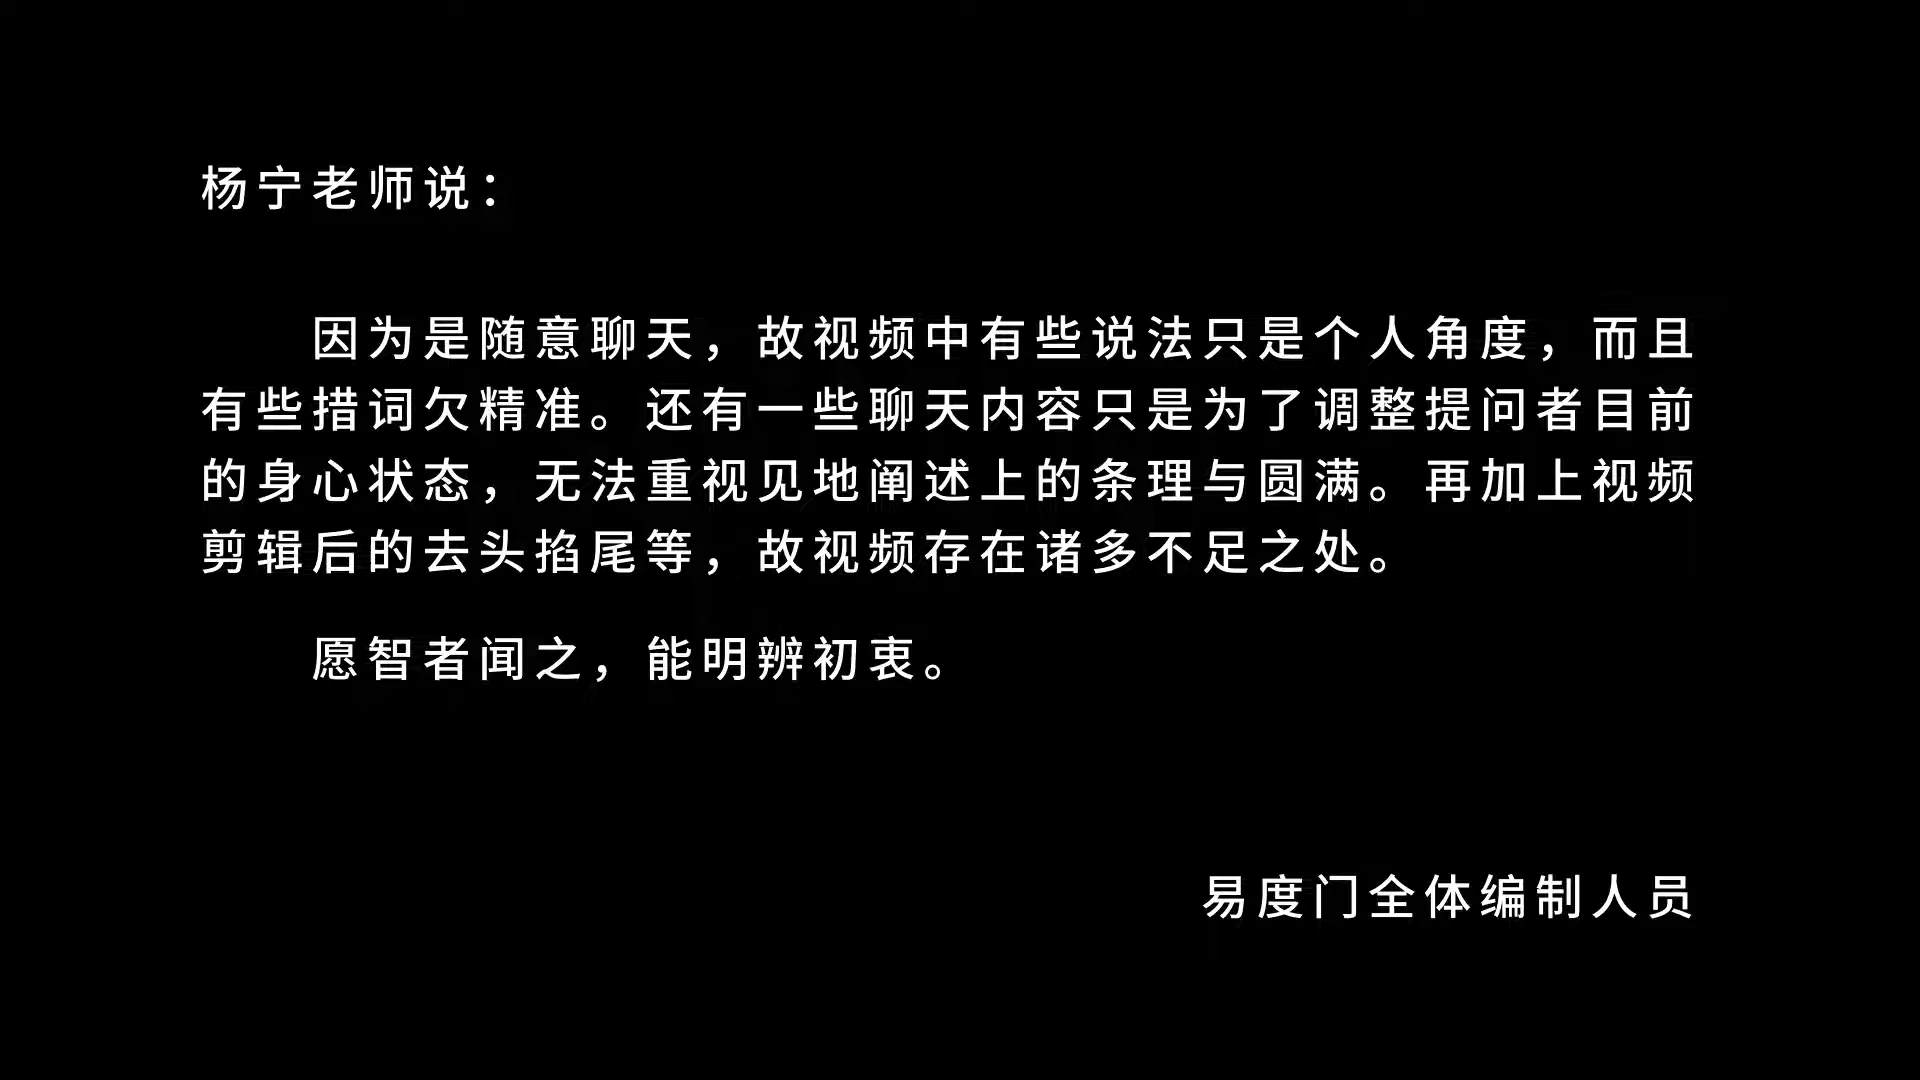 杨宁老师说：
因为是随意聊天，故视频中有些说法只是个人角度，而且
有些措词欠精准。还有一些聊天内容只是为了调整提问者目前
的身心状态，无法重视见地阐述上的条理与圆满。再加上视频
剪辑后的去头掐尾等，故视频存在诸多不足之处。
愿智者闻之，能明辨初衷。
易度门全体编制人员